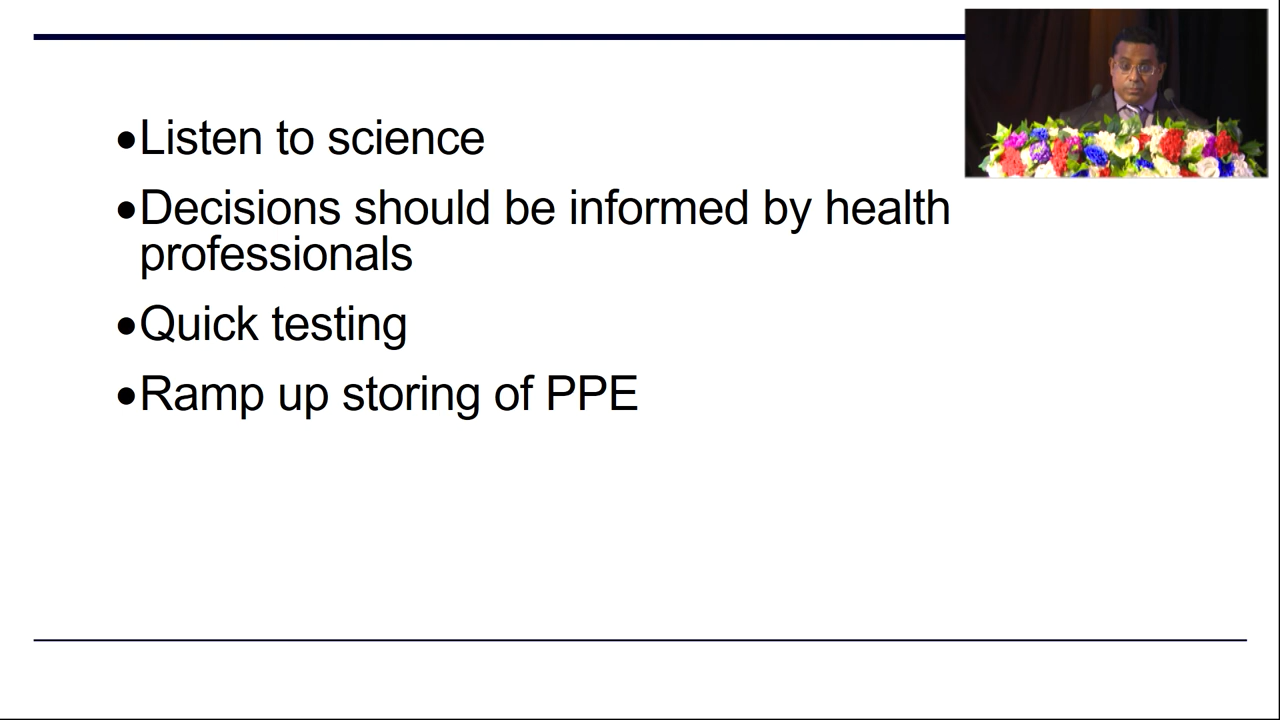 •Listen to science
•Decisions should be informed by health
professionals
•Quick testing
•Ramp up storing of PPE